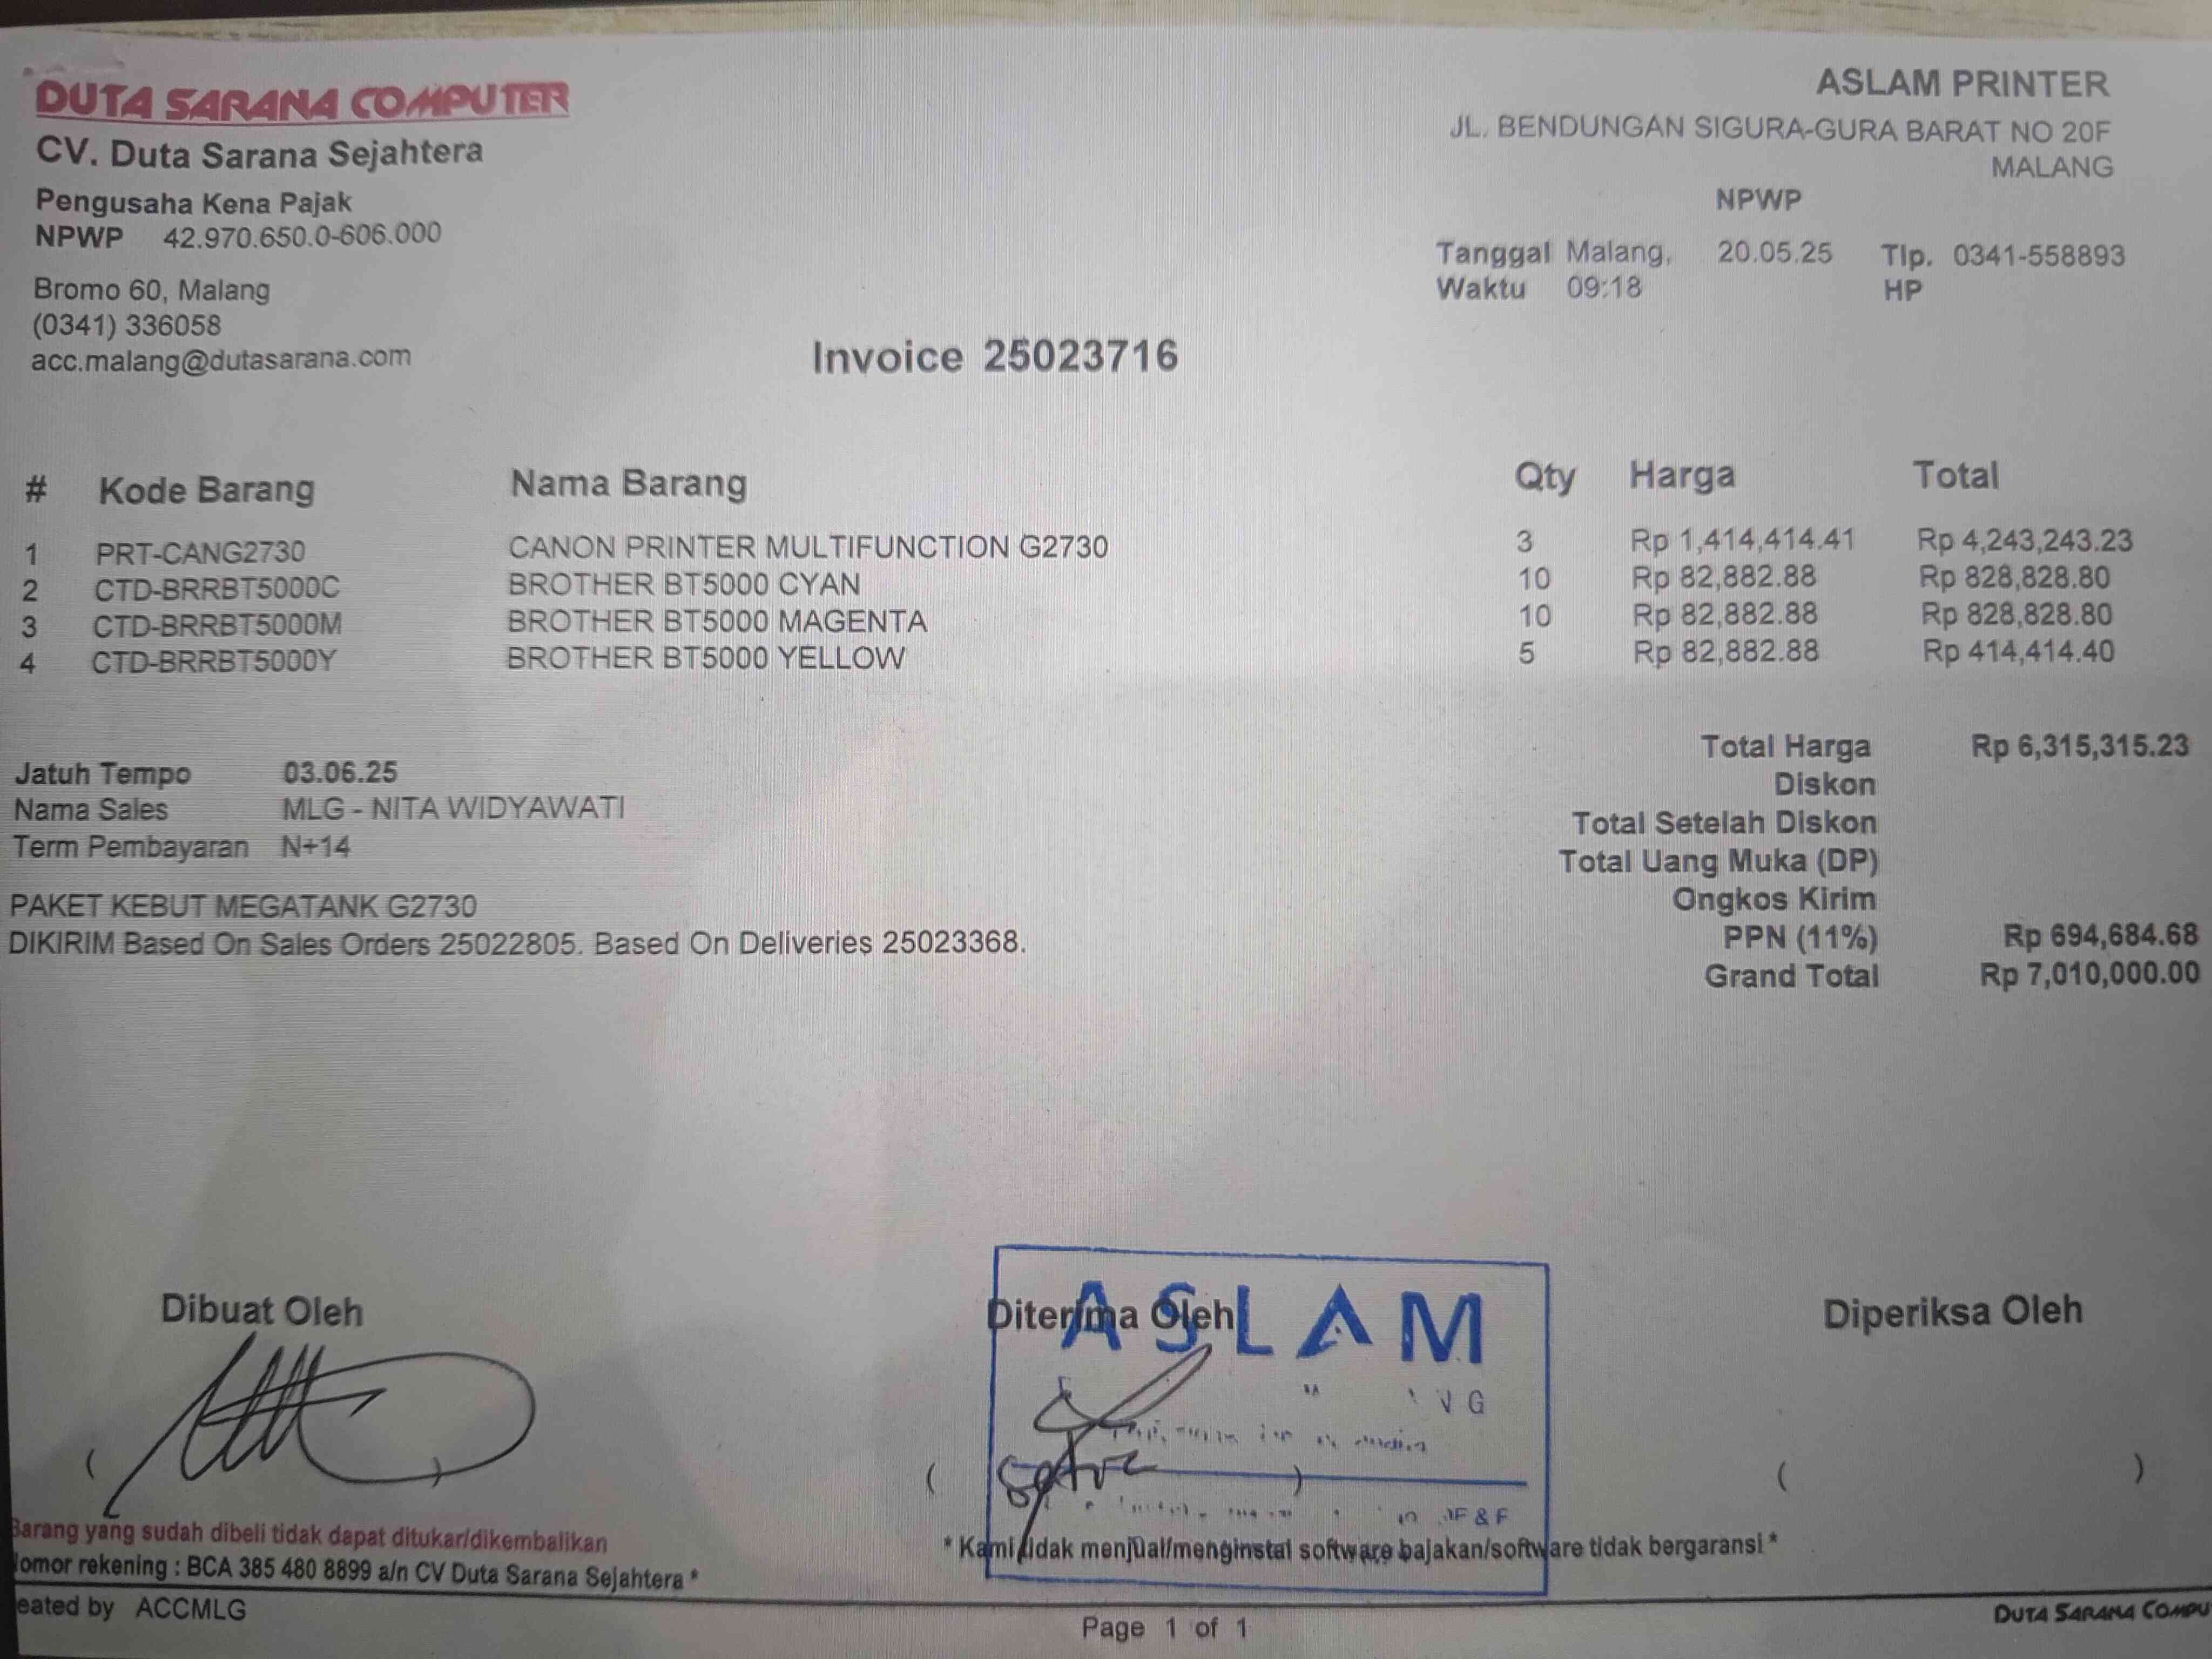 DUTA SARANA COMPUTER
CV. Duta Sarana Sejahtera
Pengusaha Kena Pajak
NPWP 42.970.650.0-606.000
Bromo 60, Malang
(0341) 336058
acc.malang@dutasarana.com
ASLAM PRINTER
JL. BENDUNGAN SIGURA-GURA BARAT NO 20F
MALANG
NPWP
Tanggal Malang, 20.05.25 Tlp. 0341-558893
Waktu 09:18 HP
Invoice 25023716
# Kode Barang Nama Barang Qty Harga Total
1 PRT-CANG2730 CANON PRINTER MULTIFUNCTION G2730 3 Rp 1,414,414.41 Rp 4,243,243.23
2 CTD-BRRBT5000C BROTHER BT5000 CYAN 10 Rp 82,882.88 Rp 828,828.80
3 CTD-BRRBT5000M BROTHER BT5000 MAGENTA 10 Rp 82,882.88 Rp 828,828.80
4 CTD-BRRBT5000Y BROTHER BT5000 YELLOW 5 Rp 82,882.88 Rp 414,414.40
Jatuh Tempo 03.06.25
Nama Sales MLG - NITA WIDYAWATI
Term Pembayaran N+14
PAKET KEBUT MEGATANK G2730
DIKIRIM Based On Sales Orders 25022805. Based On Deliveries 25023368.
Total Harga Rp 6,315,315.23
Diskon
Total Setelah Diskon
Total Uang Muka (DP)
Ongkos Kirim
PPN (11%) Rp 694,684.68
Grand Total Rp 7,010,000.00
Dibuat Oleh
Diterima Oleh
Diperiksa Oleh
ASLAM
( )
( )
( )
Barang yang sudah dibeli tidak dapat ditukar/dikembalikan
omor rekening : BCA 385 480 8899 a/n CV Duta Sarana Sejahtera *
* Kami tidak menjual/menginstal software bajakan/software tidak bergaransi *
eated by ACCMLG
Page 1 of 1
DUTA SARANA COMPU